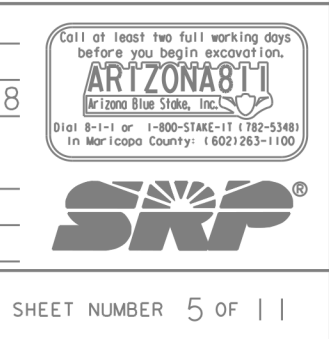 Call at least two full working days
before you begin excavation.
ARIZONA811
Arizona Blue Stake, Inc.
Dial 8-1-1 or 1-800-STAKE-IT (782-5348)
In Maricopa County: (602)263-1100
8
SRP®
SHEET NUMBER 5 OF 11